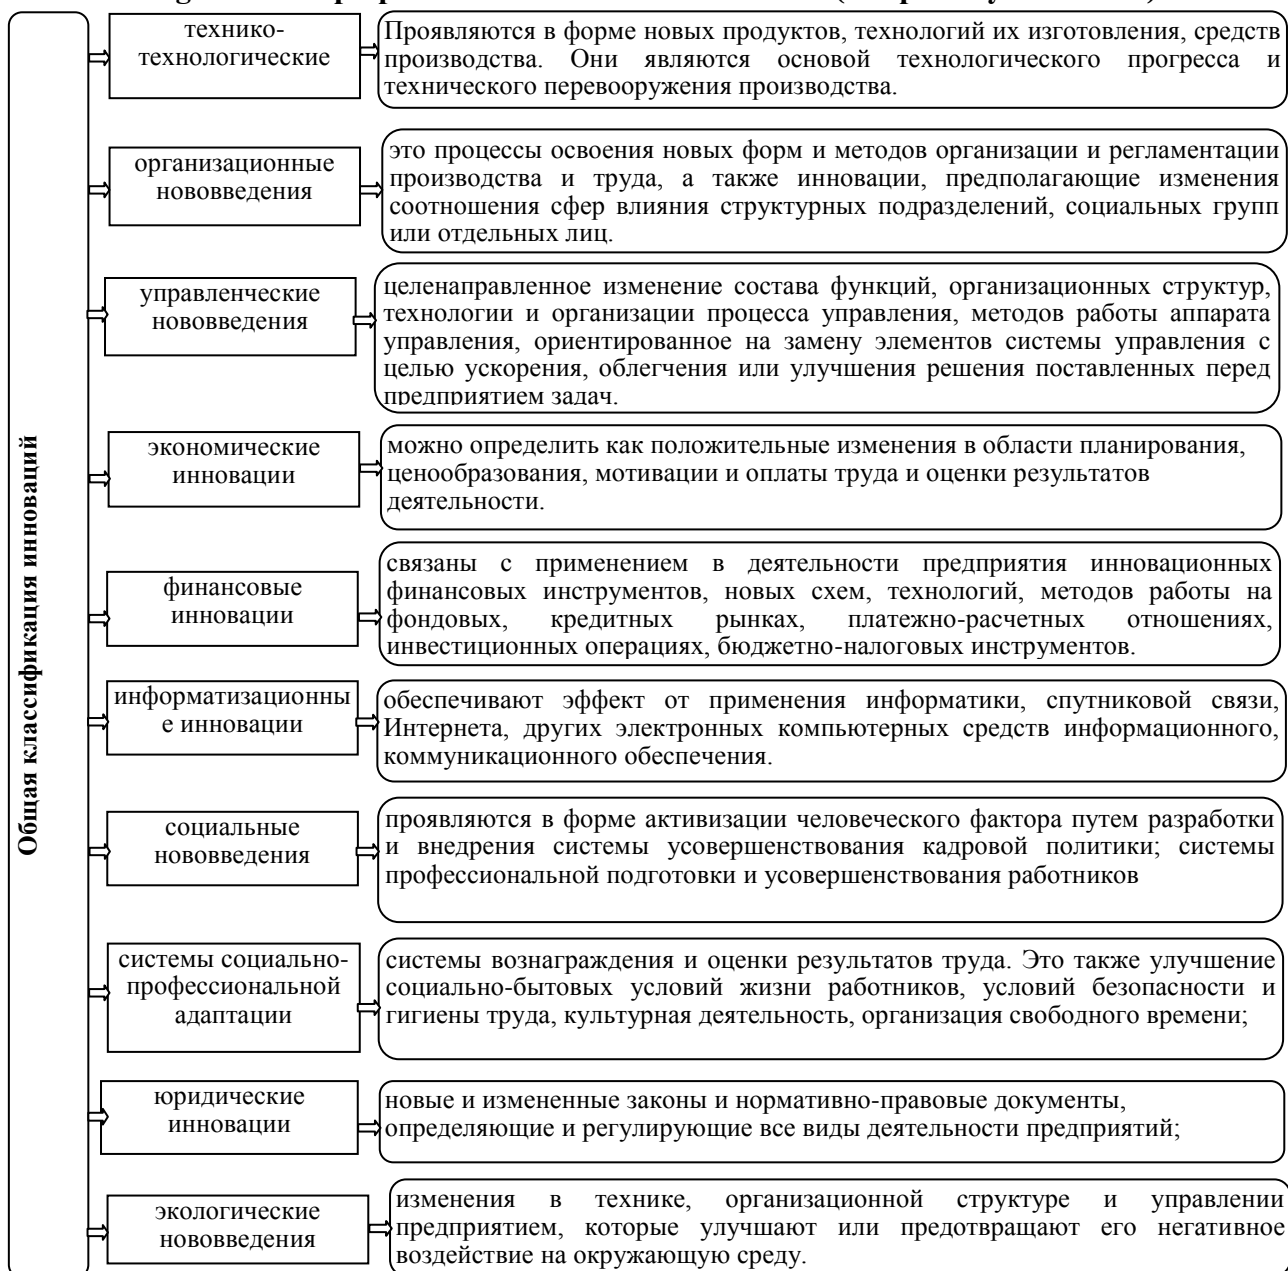 Общая классификация инноваций
технико-
технологические
Проявляются в форме новых продуктов, технологий их изготовления, средств
производства. Они являются основой технологического прогресса и
технического перевооружения производства.
организационные
нововведения
это процессы освоения новых форм и методов организации и регламентации
производства и труда, а также инновации, предполагающие изменения
соотношения сфер влияния структурных подразделений, социальных групп
или отдельных лиц.
управленческие
нововведения
целенаправленное изменение состава функций, организационных структур,
технологии и организации процесса управления, методов работы аппарата
управления, ориентированное на замену элементов системы управления с
целью ускорения, облегчения или улучшения решения поставленных перед
предприятием задач.
экономические
инновации
можно определить как положительные изменения в области планирования,
ценообразования, мотивации и оплаты труда и оценки результатов
деятельности.
финансовые
инновации
связаны с применением в деятельности предприятия инновационных
финансовых инструментов, новых схем, технологий, методов работы на
фондовых, кредитных рынках, платежно-расчетных отношениях,
инвестиционных операциях, бюджетно-налоговых инструментов.
информатизационны
е инновации
обеспечивают эффект от применения информатики, спутниковой связи,
Интернета, других электронных компьютерных средств информационного,
коммуникационного обеспечения.
социальные
нововведения
проявляются в форме активизации человеческого фактора путем разработки
и внедрения системы усовершенствования кадровой политики; системы
профессиональной подготовки и усовершенствования работников
системы социально-
профессиональной
адаптации
системы вознаграждения и оценки результатов труда. Это также улучшение
социально-бытовых условий жизни работников, условий безопасности и
гигиены труда, культурная деятельность, организация свободного времени;
юридические
инновации
новые и измененные законы и нормативно-правовые документы,
определяющие и регулирующие все виды деятельности предприятий;
экологические
нововведения
изменения в технике, организационной структуре и управлении
предприятием, которые улучшают или предотвращают его негативное
воздействие на окружающую среду.